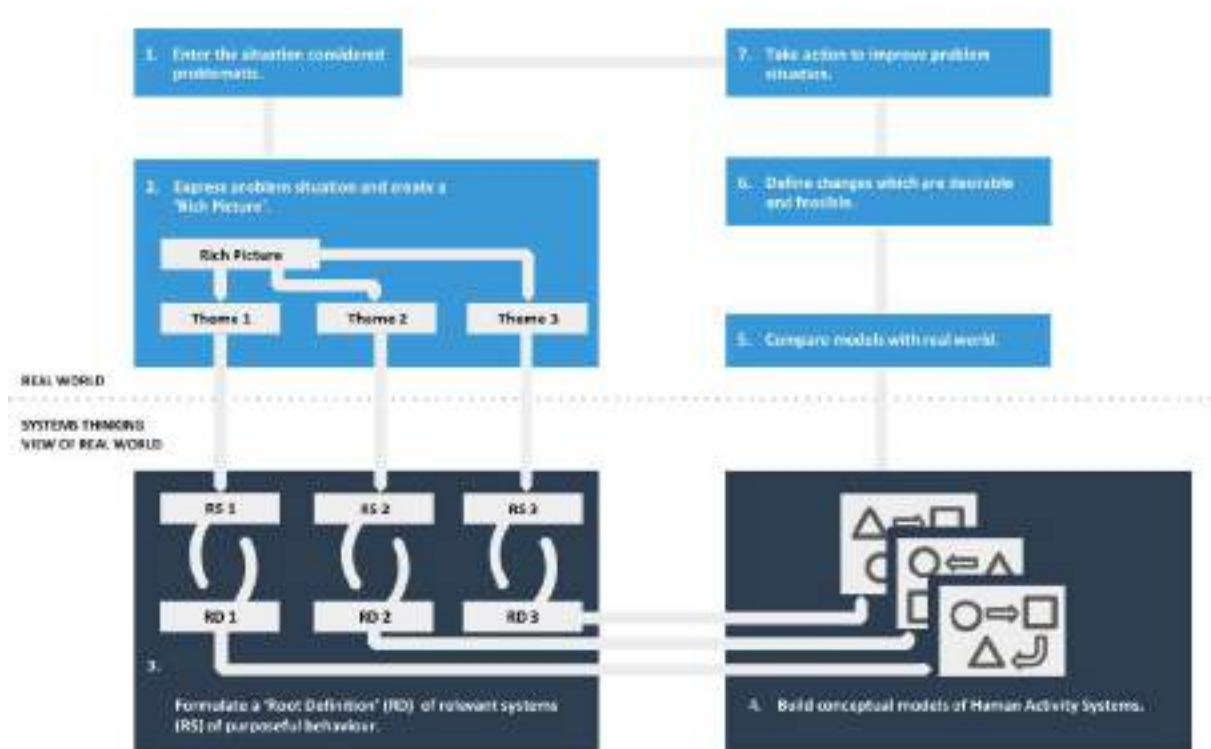 1. Enter the situation considered
problematic.
7. Take action to improve problem
situation.
2. Express problem situation and create a
'Rich Picture'.
6. Define changes which are desirable
and feasible.
Rich Picture
Theme 1
Theme 2
Theme 3
5. Compare models with real world.
REAL WORLD
SYSTEMS THINKING
VIEW OF REAL WORLD
RS 1
RS 2
RS 3
RD 1
RD 2
RD 3
3.
Formulate a 'Root Definition' (RD) of relevant systems
(RS) of purposeful behaviour.
4. Build conceptual models of Human Activity Systems.